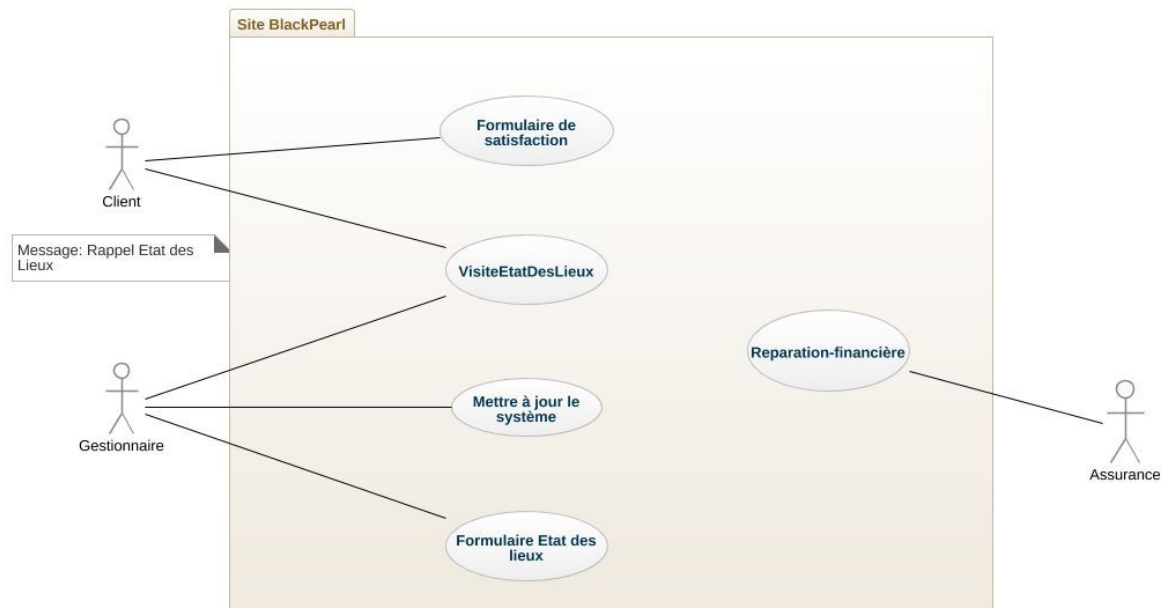 Site BlackPearl
Formulaire de
satisfaction
Client
Message: Rappel Etat des
Lieux
VisiteEtatDesLieux
Reparation-financière
Mettre à jour le
système
Gestionnaire
Assurance
Formulaire Etat des
lieux